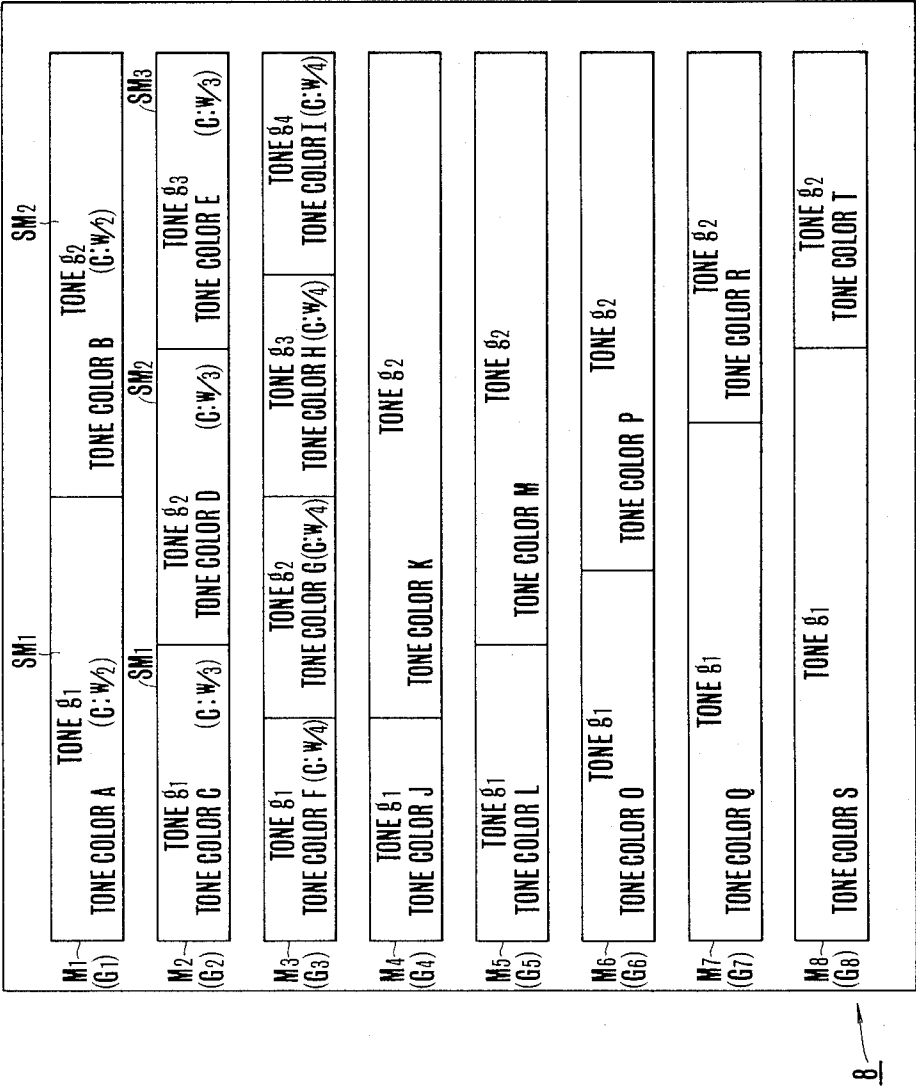 SM1 SM2
M1 (G1)
TONE g1
(C:W/2)
TONE COLOR A
TONE g2
(C:W/2)
TONE COLOR B
SM1 SM2 SM3
M2 (G2)
TONE g1
TONE COLOR C
(C:W/3)
TONE g2
TONE COLOR D
(C:W/3)
TONE g3
TONE COLOR E
(C:W/3)
M3 (G3)
TONE g1
TONE COLOR F (C:W/4)
TONE g2
TONE COLOR G (C:W/4)
TONE g3
TONE COLOR H (C:W/4)
TONE g4
TONE COLOR I (C:W/4)
M4 (G4)
TONE g1
TONE COLOR J
TONE g2
TONE COLOR K
M5 (G5)
TONE g1
TONE COLOR L
TONE g2
TONE COLOR M
M6 (G6)
TONE g1
TONE COLOR O
TONE g2
TONE COLOR P
M7 (G7)
TONE g1
TONE COLOR Q
TONE g2
TONE COLOR R
M8 (G8)
TONE g1
TONE COLOR S
TONE g2
TONE COLOR T
8